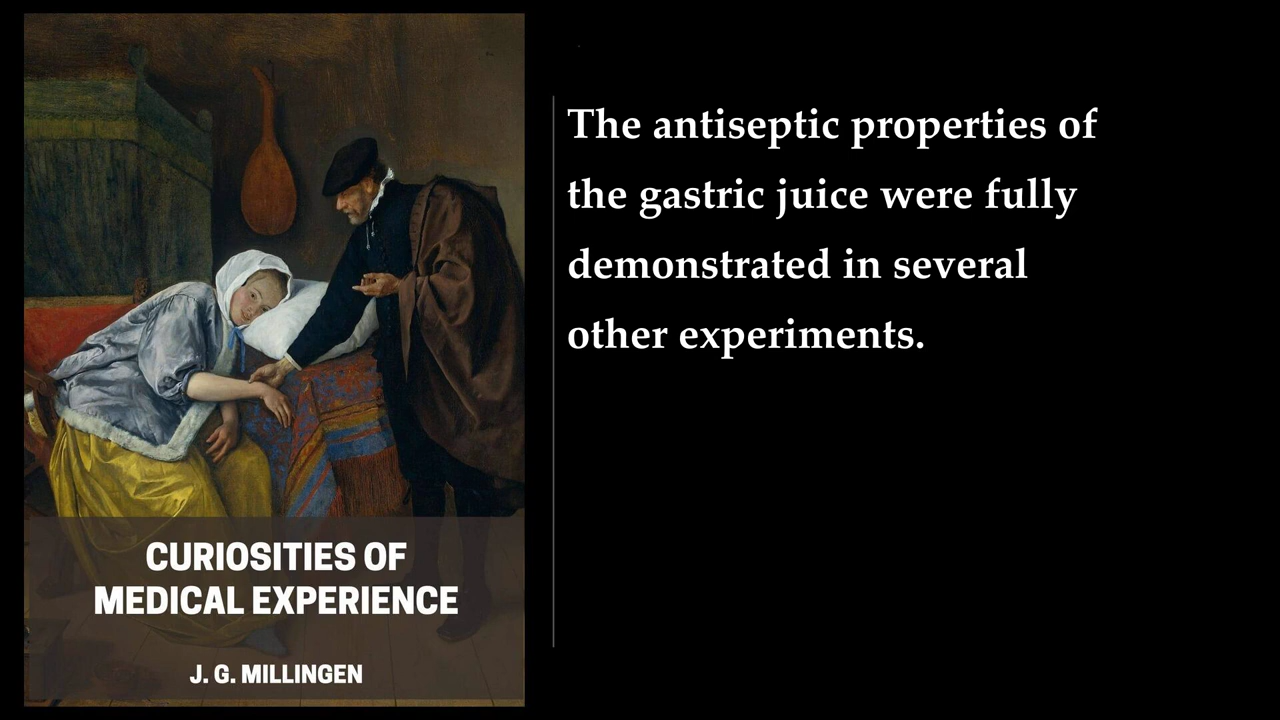 The antiseptic properties of
the gastric juice were fully
demonstrated in several
other experiments.
CURIOSITIES OF
MEDICAL EXPERIENCE
J. G. MILLINGEN